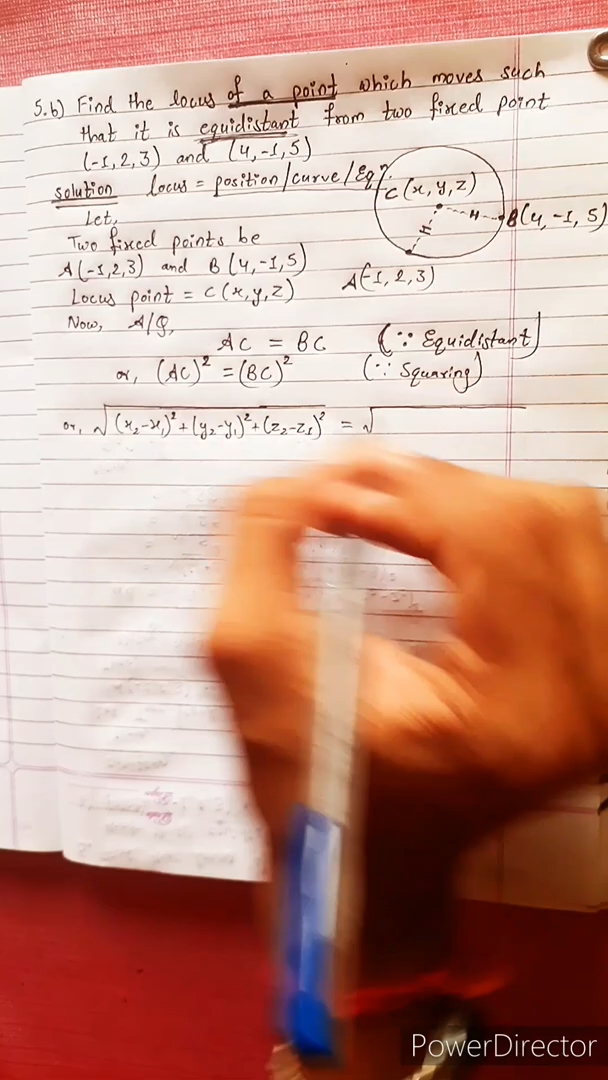 5.b) Find the locus of a point which moves such
that it is equidistant from two fixed point
(-1,2,3) and (4,-1,5)
solution locus = position/curve/Eqn.
C(x,y,z)
H
B(4,-1,5)
A(-1,2,3)
Let,
Two fixed points be
A(-1,2,3) and B(4,-1,5)
Locus point = C(x,y,z)
Now, A/Q,
AC = BC (∵ Equidistant)
or, (AC)² = (BC)² (∵ Squaring)
or, √(x₂-x₁)²+(y₂-y₁)²+(z₂-z₁)² = √
PowerDirector